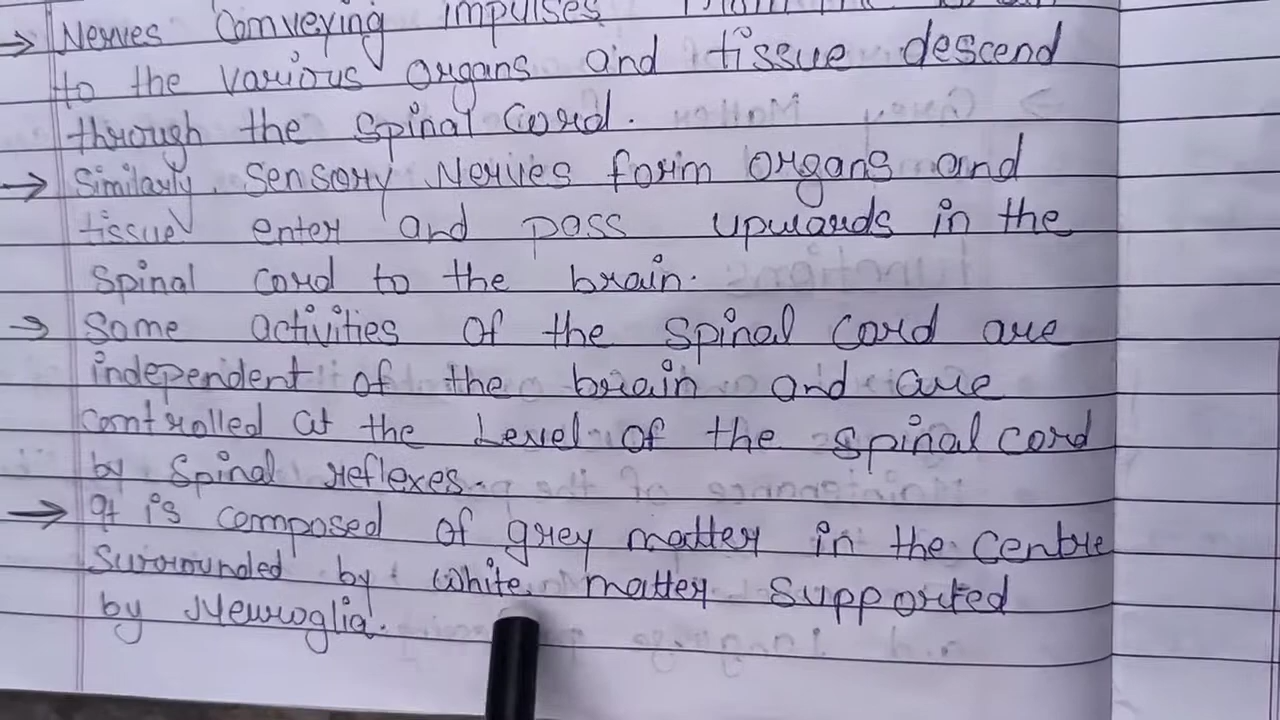 → Nerves Conveying impulses
to the various organs and tissue descend
through the spinal cord.
→ Similarly, sensory Nerves form organs and
tissue enter and pass upwards in the
spinal cord to the brain.
→ Some activities of the spinal cord are
independent of the brain and are
controlled at the Level of the spinal cord
by spinal reflexes.
→ It is composed of grey matter in the centre
surrounded by white matter supported
by Neuroglia.